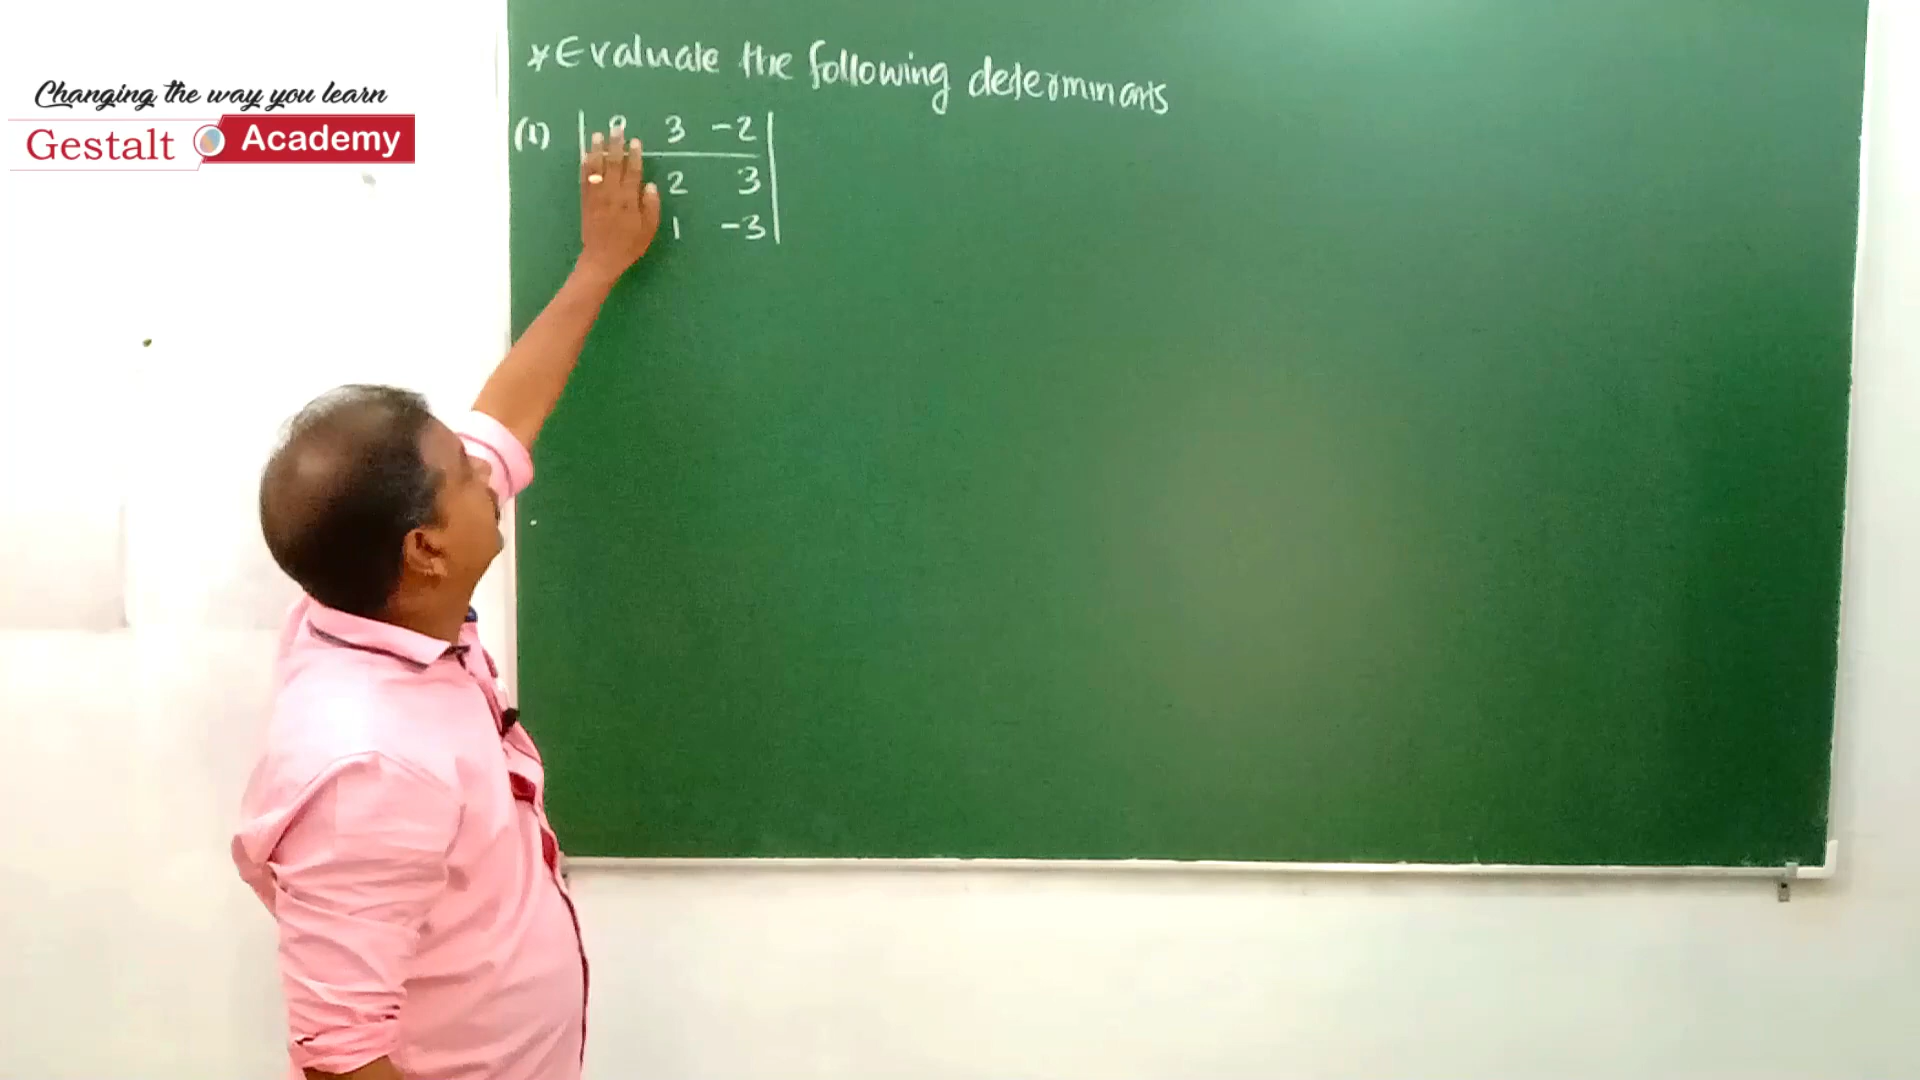 Changing the way you learn
Gestalt Academy
* Evaluate the following determinants
(1) 3 -2
2 3
1 -3